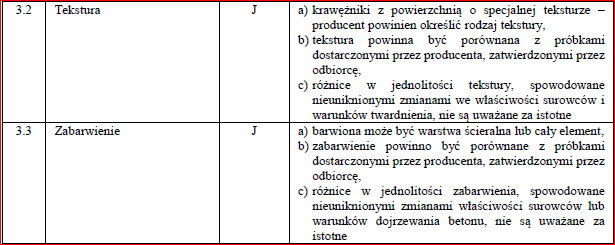 3.2 Tekstura J a) krawężniki z powierzchnią o specjalnej teksturze –
producent powinien określić rodzaj tekstury,
b) tekstura powinna być porównana z próbkami
dostarczonymi przez producenta, zatwierdzonymi przez
odbiorcę,
c) różnice w jednolitości tekstury, spowodowane
nieuniknionymi zmianami we właściwości surowców i
warunków twardnienia, nie są uważane za istotne
3.3 Zabarwienie J a) barwiona może być warstwa ścieralna lub cały element,
b) zabarwienie powinno być porównane z próbkami
dostarczonymi przez producenta, zatwierdzonymi przez
odbiorcę,
c) różnice w jednolitości zabarwienia, spowodowane
nieuniknionymi zmianami właściwości surowców lub
warunków dojrzewania betonu, nie są uważane za
istotne